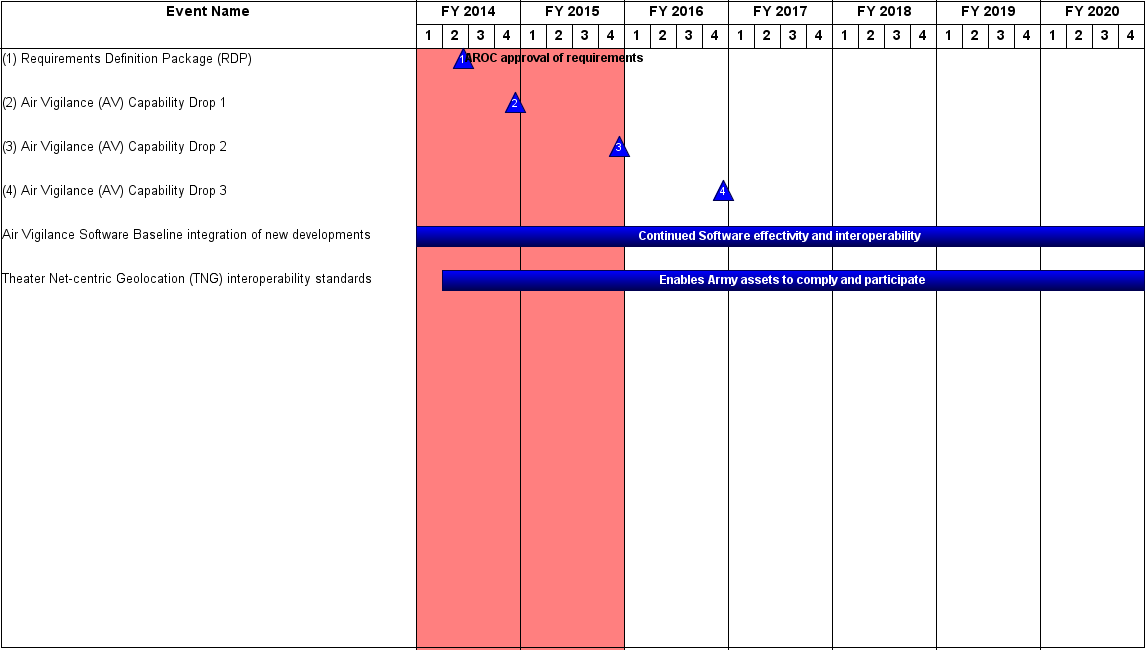 Event Name FY 2014 FY 2015 FY 2016 FY 2017 FY 2018 FY 2019 FY 2020
1 2 3 4 1 2 3 4 1 2 3 4 1 2 3 4 1 2 3 4 1 2 3 4 1 2 3 4
(1) Requirements Definition Package (RDP) 1 AROC approval of requirements
(2) Air Vigilance (AV) Capability Drop 1 2
(3) Air Vigilance (AV) Capability Drop 2 3
(4) Air Vigilance (AV) Capability Drop 3 4
Air Vigilance Software Baseline integration of new developments Continued Software effectivity and interoperability
Theater Net-centric Geolocation (TNG) interoperability standards Enables Army assets to comply and participate